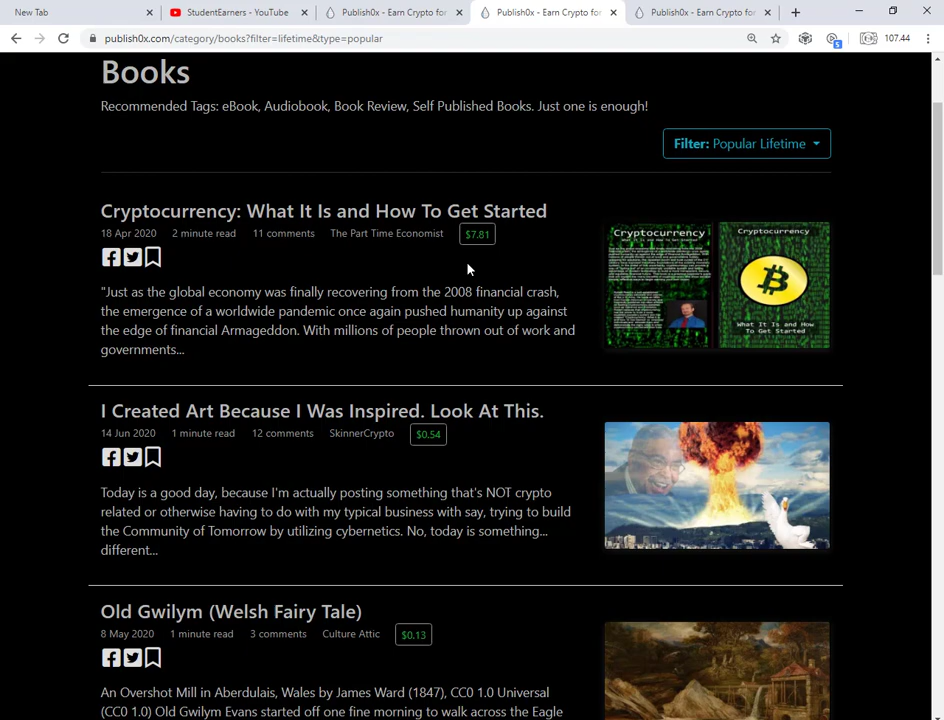 New Tab
StudentEarners - YouTube
Publish0x - Earn Crypto for
Publish0x - Earn Crypto for
Publish0x - Earn Crypto for
publish0x.com/category/books?filter=lifetime&type=popular
5
107.44
Books
Recommended Tags: eBook, Audiobook, Book Review, Self Published Books. Just one is enough!
Filter: Popular Lifetime
Cryptocurrency: What It Is and How To Get Started
18 Apr 2020 2 minute read 11 comments The Part Time Economist $7.81
"Just as the global economy was finally recovering from the 2008 financial crash,
the emergence of a worldwide pandemic once again pushed humanity up against
the edge of financial Armageddon. With millions of people thrown out of work and
governments...
Cryptocurrency
What It Is and How To Get Started
Cryptocurrency
What It Is and How
To Get Started
I Created Art Because I Was Inspired. Look At This.
14 Jun 2020 1 minute read 12 comments SkinnerCrypto $0.54
Today is a good day, because I'm actually posting something that's NOT crypto
related or otherwise having to do with my typical business with say, trying to build
the Community of Tomorrow by utilizing cybernetics. No, today is something...
different...
Old Gwilym (Welsh Fairy Tale)
8 May 2020 1 minute read 3 comments Culture Attic $0.13
An Overshot Mill in Aberdulais, Wales by James Ward (1847), CC0 1.0 Universal
(CC0 1.0) Old Gwilym Evans started off one fine morning to walk across the Eagle